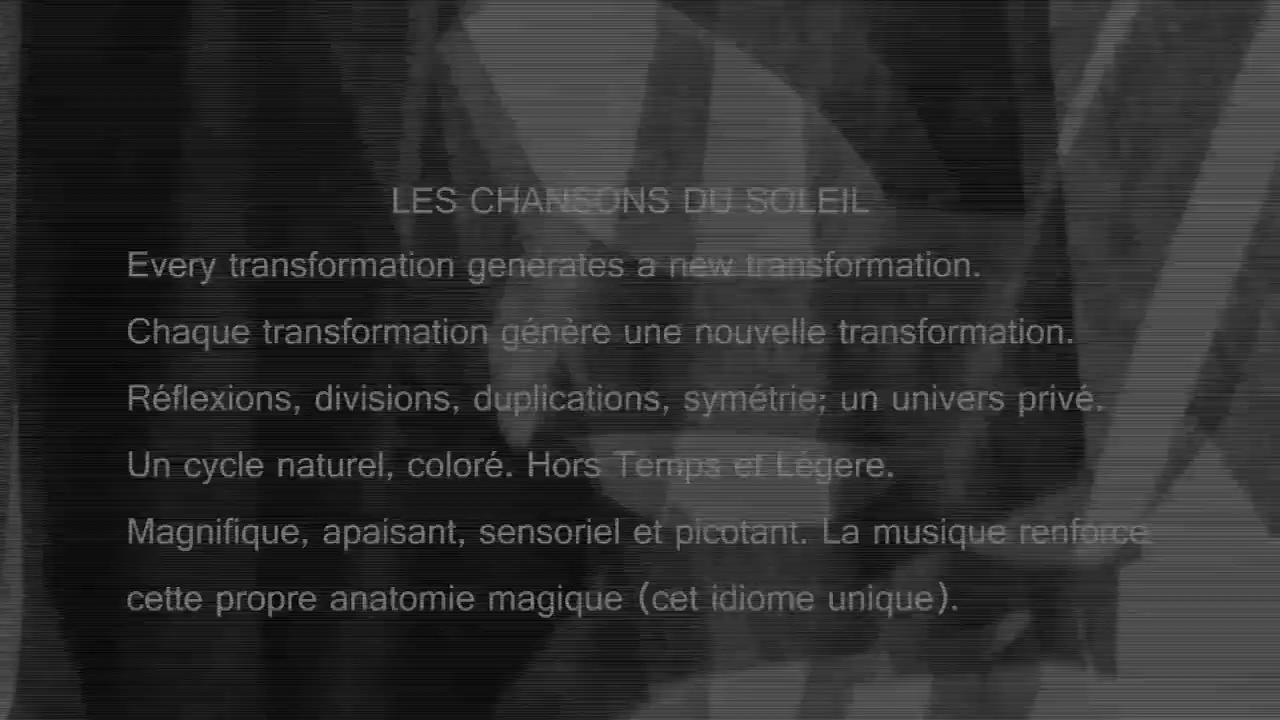 LES CHANSONS DU SOLEIL
Every transformation generates a new transformation.
Chaque transformation génère une nouvelle transformation.
Réflexions, divisions, duplications, symétrie; un univers privé.
Un cycle naturel, coloré. Hors Temps et Légere.
Magnifique, apaisant, sensoriel et picotant. La musique renforce
cette propre anatomie magique (cet idiome unique).